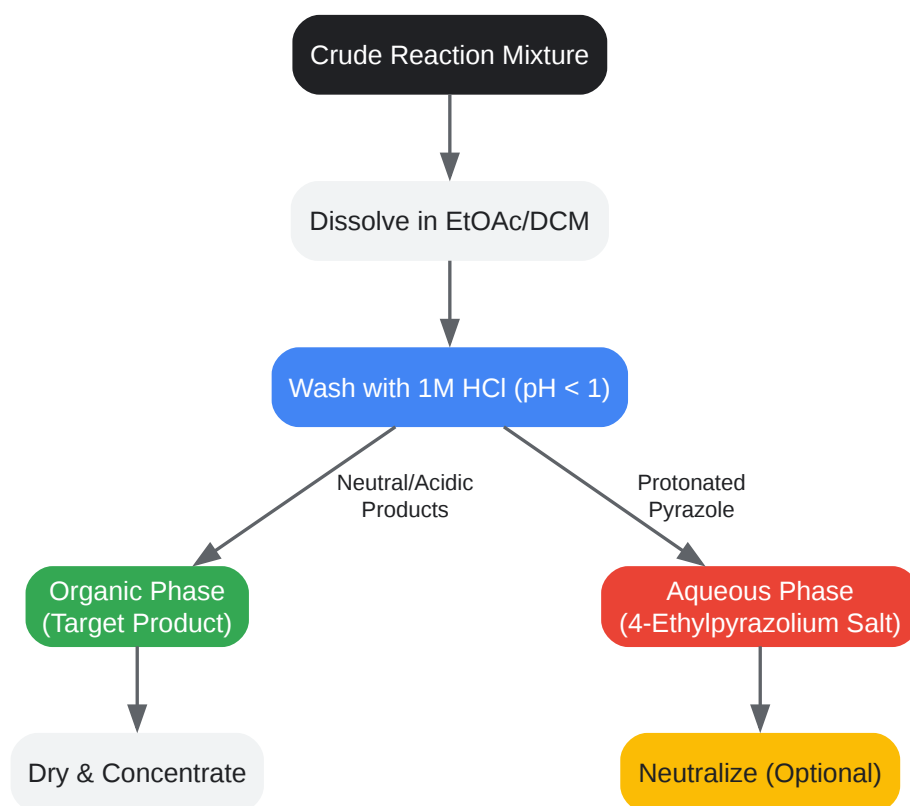 Crude Reaction Mixture
Dissolve in EtOAc/DCM
Wash with 1M HCl (pH < 1)
Neutral/Acidic
Products
Protonated
Pyrazole
Organic Phase
(Target Product)
Aqueous Phase
(4-Ethylpyrazolium Salt)
Dry & Concentrate
Neutralize (Optional)